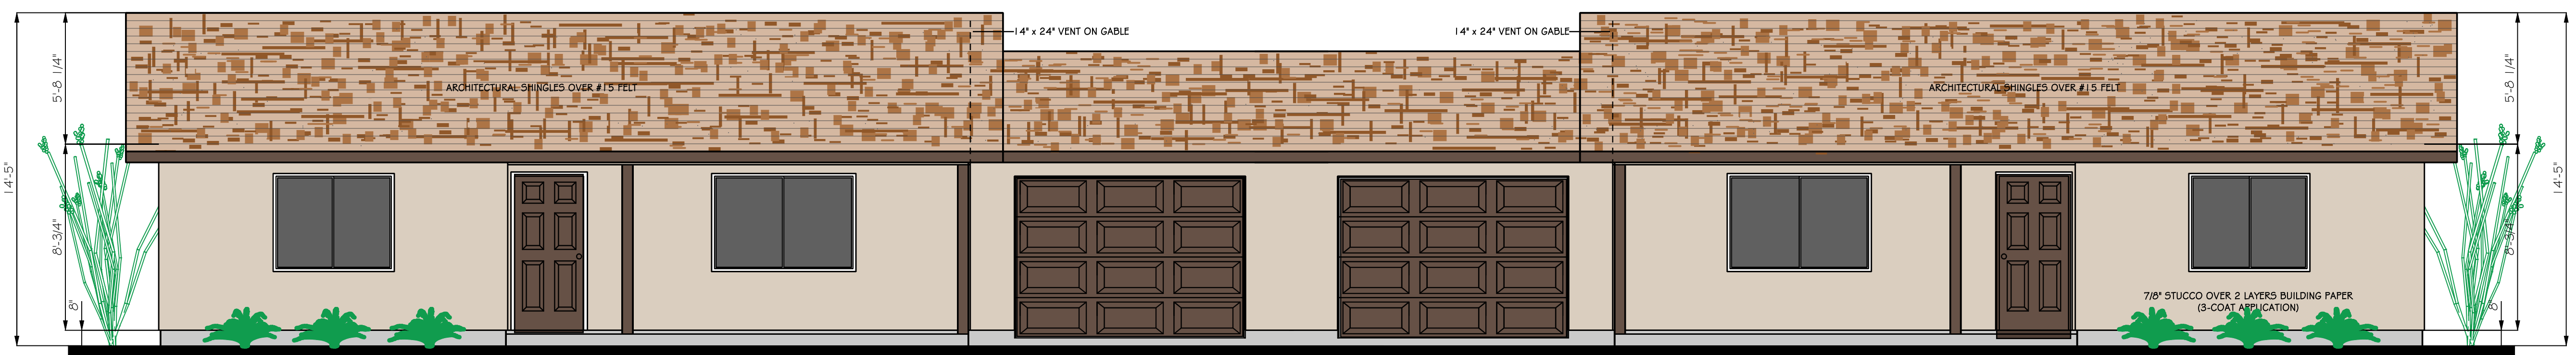 14" x 24" VENT ON GABLE
14" x 24" VENT ON GABLE
5'-8 1/4"
5'-8 1/4"
ARCHITECTURAL SHINGLES OVER #15 FELT
ARCHITECTURAL SHINGLES OVER #15 FELT
14'-5"
14'-5"
8'-3/4"
8'-3/4"
7/8" STUCCO OVER 2 LAYERS BUILDING PAPER
(3-COAT APPLICATION)
8"
8"